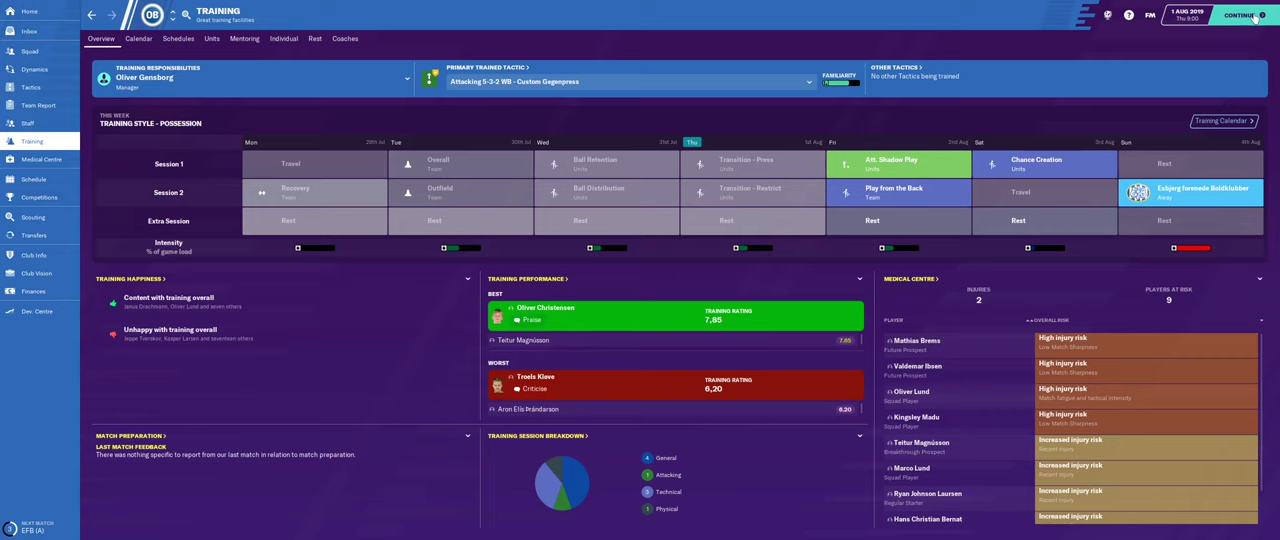 Home
Inbox
Squad
Dynamics
Tactics
Team Report
Staff
Training
Medical Centre
Schedule
Competitions
Scouting
Transfers
Club Info
Club Vision
Finances
Dev. Centre
3 NEXT MATCH
EFB (A)
OB
TRAINING
Great training facilities
? FM
1 AUG 2019
Thu 9:00
CONTINUE
Overview Calendar Schedules Units Mentoring Individual Rest Coaches
TRAINING RESPONSIBILITIES
Oliver Gensborg
Manager
PRIMARY TRAINED TACTIC >
Attacking 5-3-2 WB - Custom Gegenpress
FAMILIARITY
OTHER TACTICS >
No other Tactics being trained
THIS WEEK
TRAINING STYLE - POSSESSION
Training Calendar >
Mon 29th Jul Tue 30th Jul Wed 31st Jul Thu 1st Aug Fri 2nd Aug Sat 3rd Aug Sun 4th Aug
Session 1
Travel
Overall
Team
Ball Retention
Units
Transition - Press
Units
Att. Shadow Play
Units
Chance Creation
Units
Rest
Session 2
Recovery
Team
Outfield
Team
Ball Distribution
Units
Transition - Restrict
Units
Play from the Back
Team
Travel
Esbjerg forenede Boldklubber
Away
Extra Session Rest Rest Rest Rest Rest Rest Rest
Intensity
% of game load
TRAINING HAPPINESS >
Content with training overall
Janus Drachmann, Oliver Lund and seven others
Unhappy with training overall
Jeppe Tverskov, Kasper Larsen and seventeen others
MATCH PREPARATION >
LAST MATCH FEEDBACK
There was nothing specific to report from our last match in relation to match preparation.
TRAINING PERFORMANCE >
BEST
Oliver Christensen
Praise
TRAINING RATING
7,85
Teitur Magnússon 7,65
WORST
Troels Kløve
Criticise
TRAINING RATING
6,20
Aron Elís Þrándarson 6,20
TRAINING SESSION BREAKDOWN >
4 General
1 Attacking
3 Technical
1 Physical
MEDICAL CENTRE >
INJURIES
2
PLAYERS AT RISK
9
PLAYER OVERALL RISK
Mathias Brems
Future Prospect
High injury risk
Low Match Sharpness
Valdemar Ibsen
Future Prospect
High injury risk
Low Match Sharpness
Oliver Lund
Squad Player
High injury risk
Match fatigue and tactical intensity
Kingsley Madu
Squad Player
High injury risk
Low Match Sharpness
Teitur Magnússon
Breakthrough Prospect
Increased injury risk
Recent injury
Marco Lund
Squad Player
Increased injury risk
Recent injury
Ryan Johnson Laursen
Regular Starter
Increased injury risk
Recent injury
Hans Christian Bernat
Increased injury risk